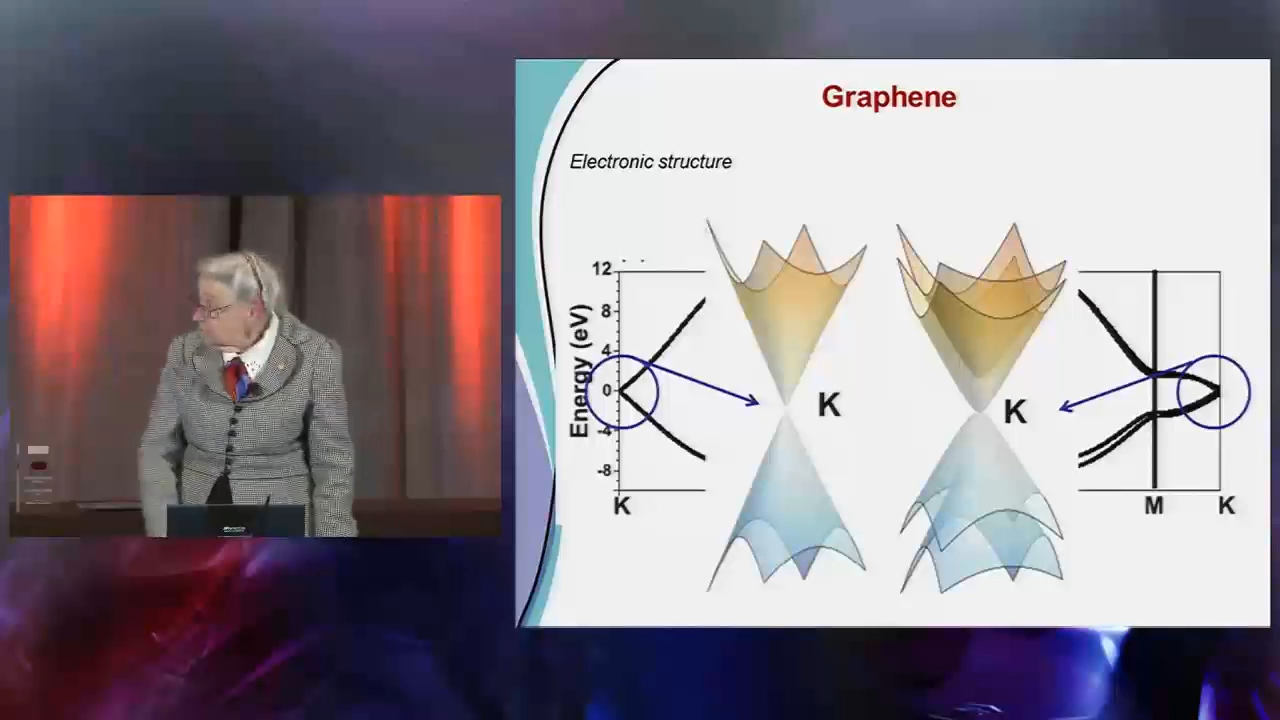 Graphene
Electronic structure
Energy (eV)
12
8
4
0
-4
-8
K
K
K
M
K